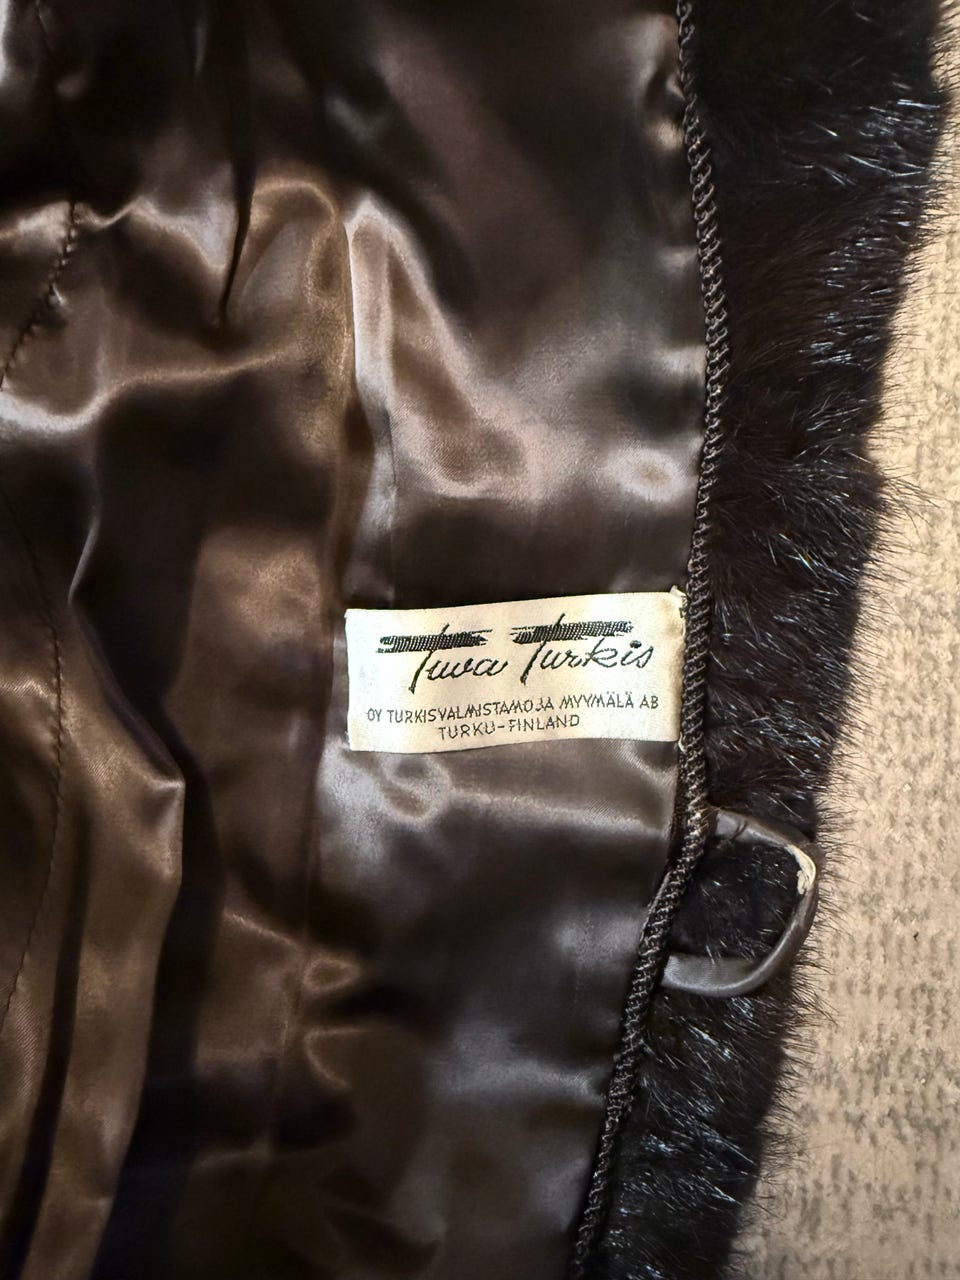 Tuva Turkis
OY TURKISVALMISTAMO JA MYYMÄLÄ AB
TURKU-FINLAND